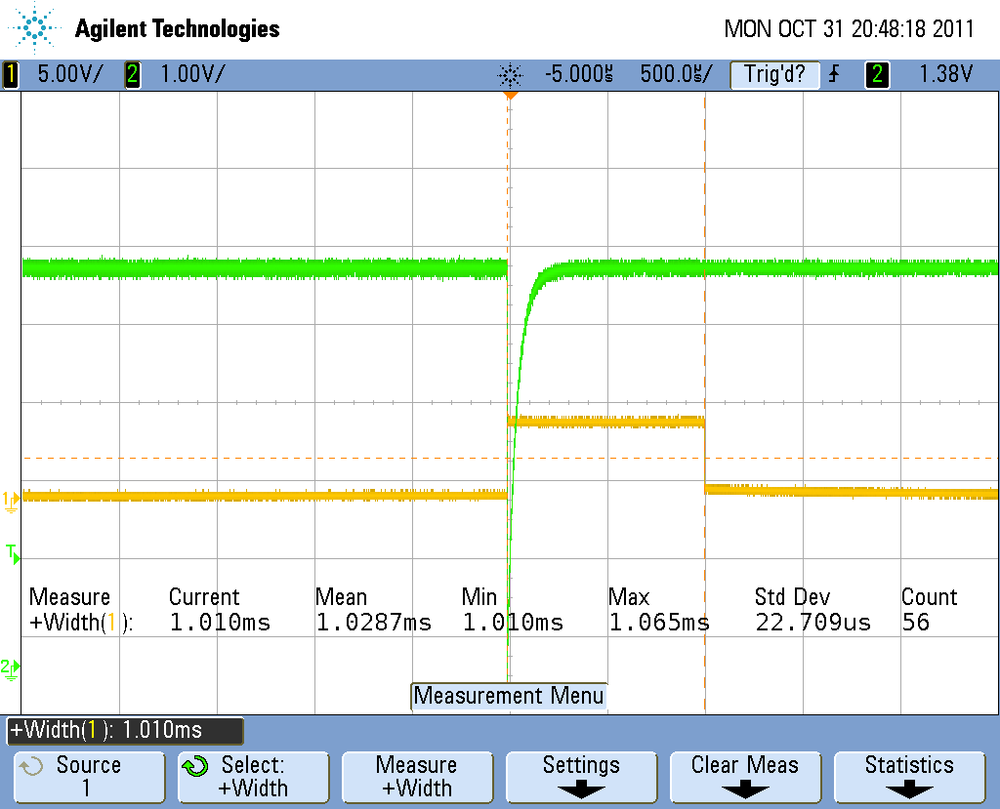 Agilent Technologies MON OCT 31 20:48:18 2011
1 5.00V/ 2 1.00V/ -5.000µs 500.0µs/ Trig'd? 2 1.38V
1
T
Measure Current Mean Min Max Std Dev Count
+Width(1): 1.010ms 1.0287ms 1.010ms 1.065ms 22.709us 56
2
Measurement Menu
+Width(1): 1.010ms
Source Select: Measure Settings Clear Meas Statistics
1 +Width +Width